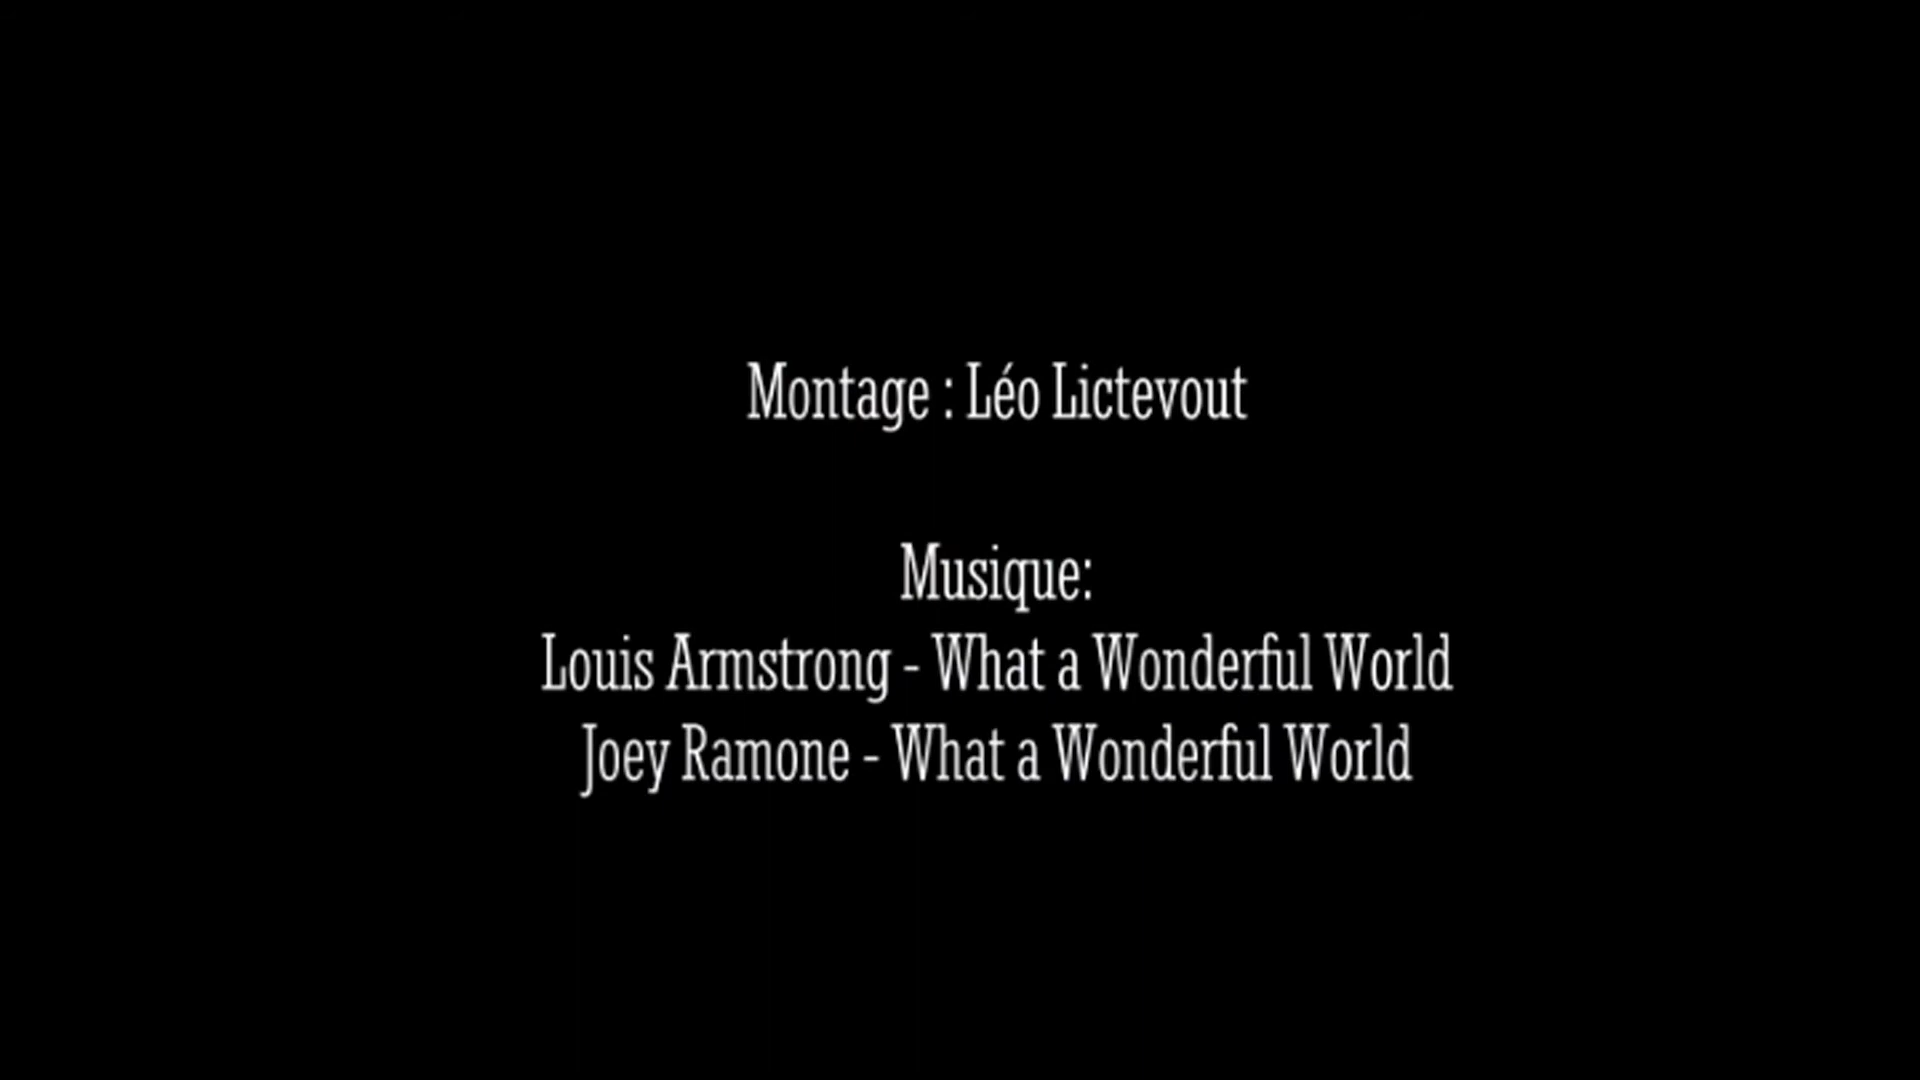 Montage : Léo Lictevout
Musique:
Louis Armstrong - What a Wonderful World
Joey Ramone - What a Wonderful World